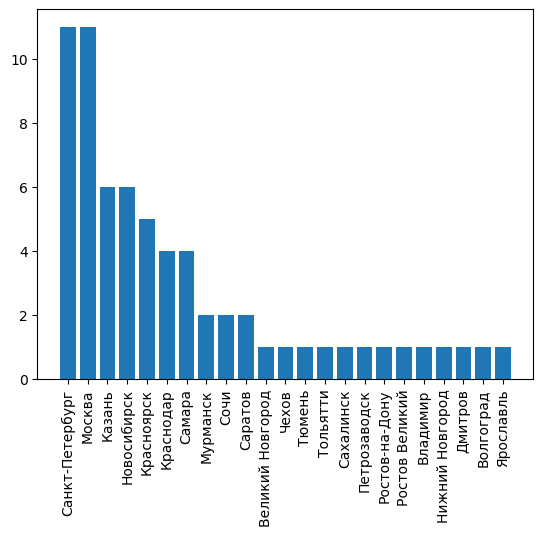 10
8
6
4
2
0
Санкт-Петербург
Москва
Казань
Новосибирск
Красноярск
Краснодар
Самара
Мурманск
Сочи
Саратов
Великий Новгород
Чехов
Тюмень
Тольятти
Сахалинск
Петрозаводск
Ростов-на-Дону
Ростов Великий
Владимир
Нижний Новгород
Дмитров
Волгоград
Ярославль